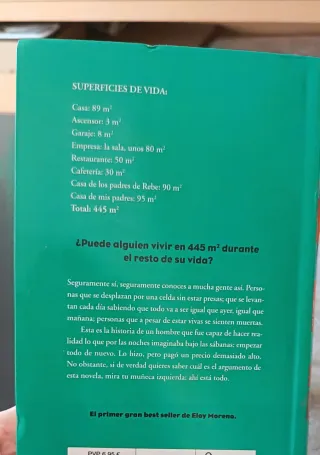 SUPERFICIES DE VIDA:
Casa: 89 m²
Ascensor: 3 m²
Garaje: 8 m²
Empresa: la sala, unos 80 m²
Restaurante: 50 m²
Cafetería: 30 m²
Casa de los padres de Rebe: 90 m²
Casa de mis padres: 95 m²
Total: 445 m²
¿Puede alguien vivir en 445 m² durante
el resto de su vida?
Seguramente sí, seguramente conoces a mucha gente así. Perso-
nas que se desplazan por una celda sin estar presas; que se levan-
tan cada día sabiendo que todo va a ser igual que ayer, igual que
mañana; personas que a pesar de estar vivas se sienten muertas.
Esta es la historia de un hombre que fue capaz de hacer rea-
lidad lo que por las noches imaginaba bajo las sábanas: empezar
todo de nuevo. Lo hizo, pero pagó un precio demasiado alto.
No obstante, si de verdad quieres saber cuál es el argumento de
esta novela, mira tu muñeca izquierda: ahí está todo.
El primer gran best seller de Eloy Moreno.
PVP 6,95 €